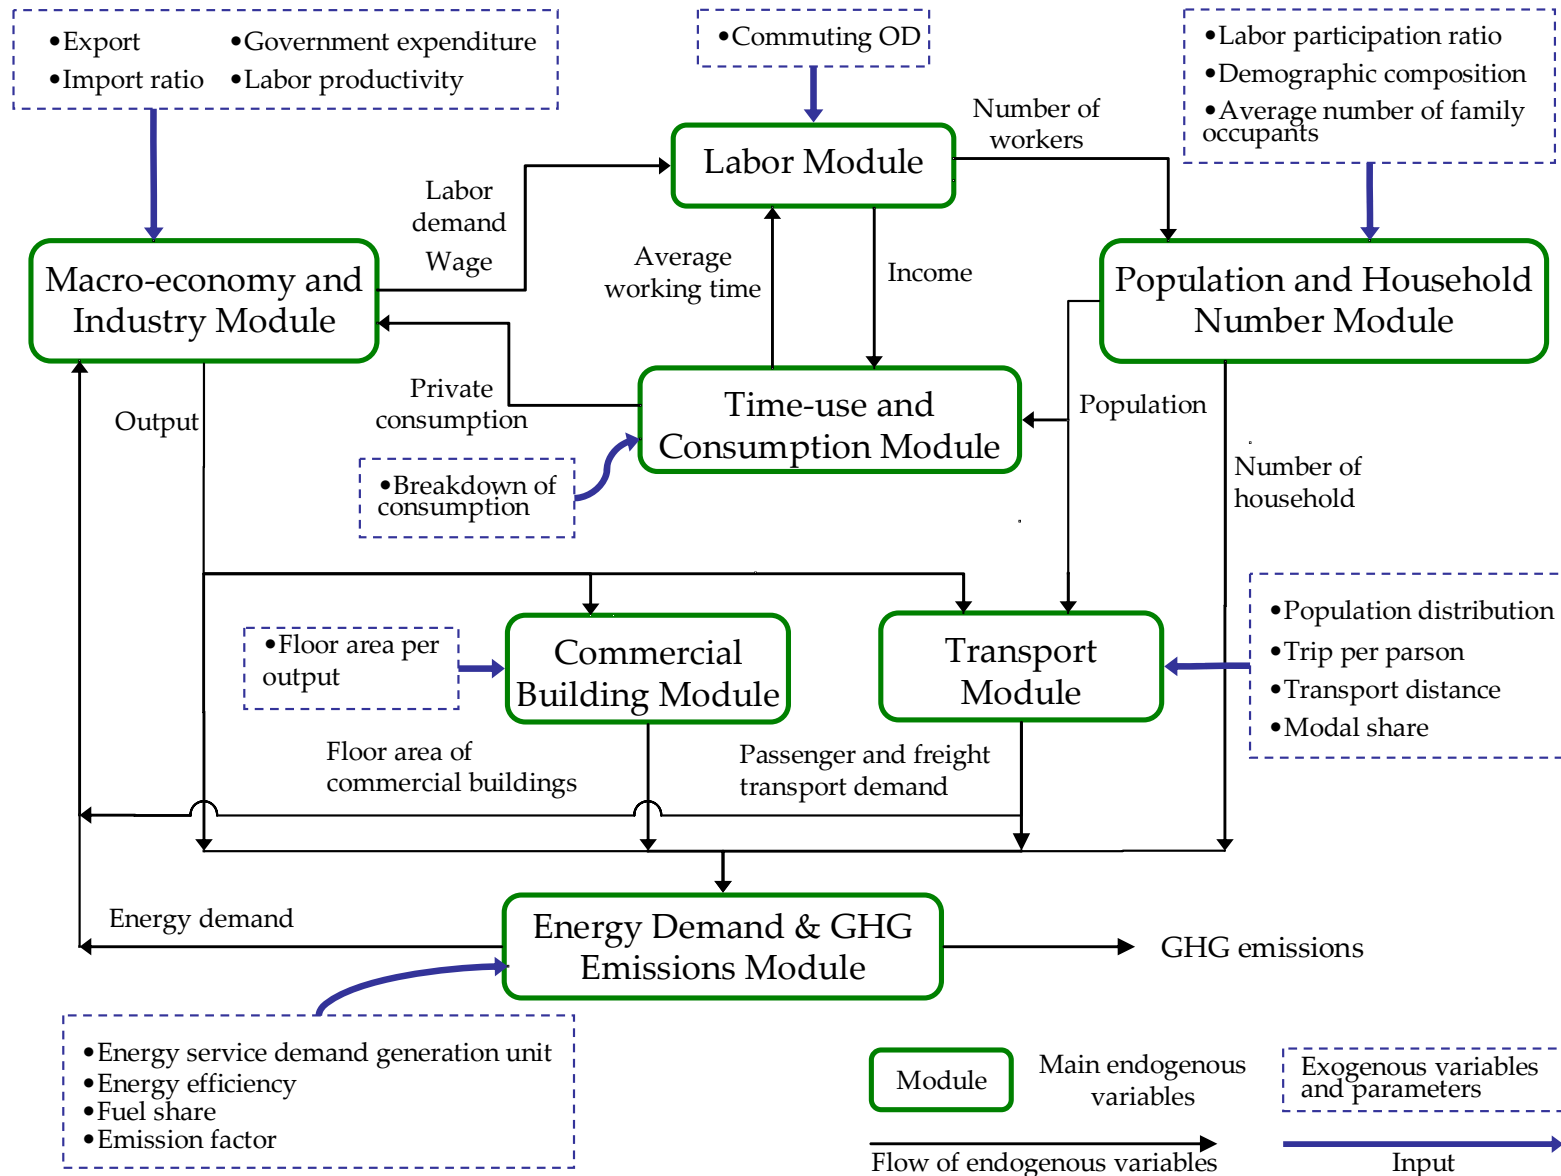 •Export
•Government expenditure
•Import ratio
•Labor productivity
•Commuting OD
•Labor participation ratio
•Demographic composition
•Average number of family
occupants
Number of
workers
Labor Module
Labor
demand
Wage
Average
working time
Income
Macro-economy and
Industry Module
Population and Household
Number Module
Output
Private
consumption
Time-use and
Consumption Module
Population
•Breakdown of
consumption
Number of
household
•Floor area per
output
Commercial
Building Module
Transport
Module
•Population distribution
•Trip per parson
•Transport distance
•Modal share
Floor area of
commercial buildings
Passenger and freight
transport demand
Energy demand
Energy Demand & GHG
Emissions Module
GHG emissions
•Energy service demand generation unit
•Energy efficiency
•Fuel share
•Emission factor
Module
Main endogenous
variables
Exogenous variables
and parameters
Flow of endogenous variables
Input